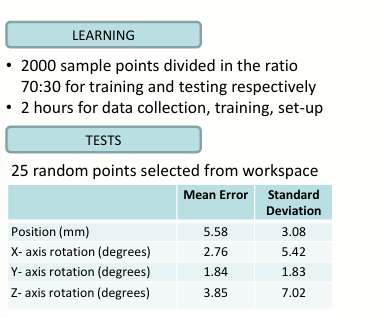 LEARNING
• 2000 sample points divided in the ratio
70:30 for training and testing respectively
• 2 hours for data collection, training, set-up
TESTS
25 random points selected from workspace
Mean Error Standard
Deviation
Position (mm) 5.58 3.08
X- axis rotation (degrees) 2.76 5.42
Y- axis rotation (degrees) 1.84 1.83
Z- axis rotation (degrees) 3.85 7.02